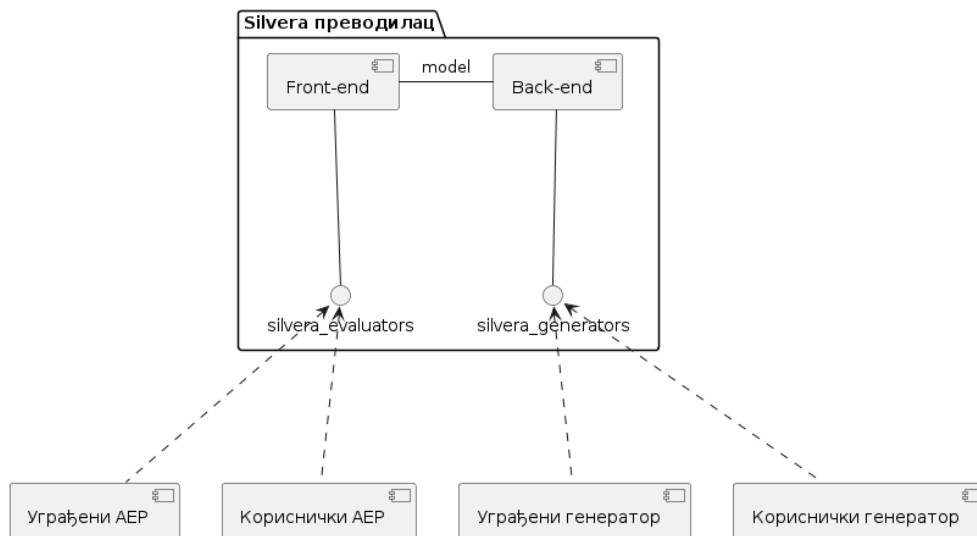 Silvera преводилац
Front-end
model
Back-end
silvera_evaluators
silvera_generators
Уграђени АЕР
Кориснички АЕР
Уграђени генератор
Кориснички генератор